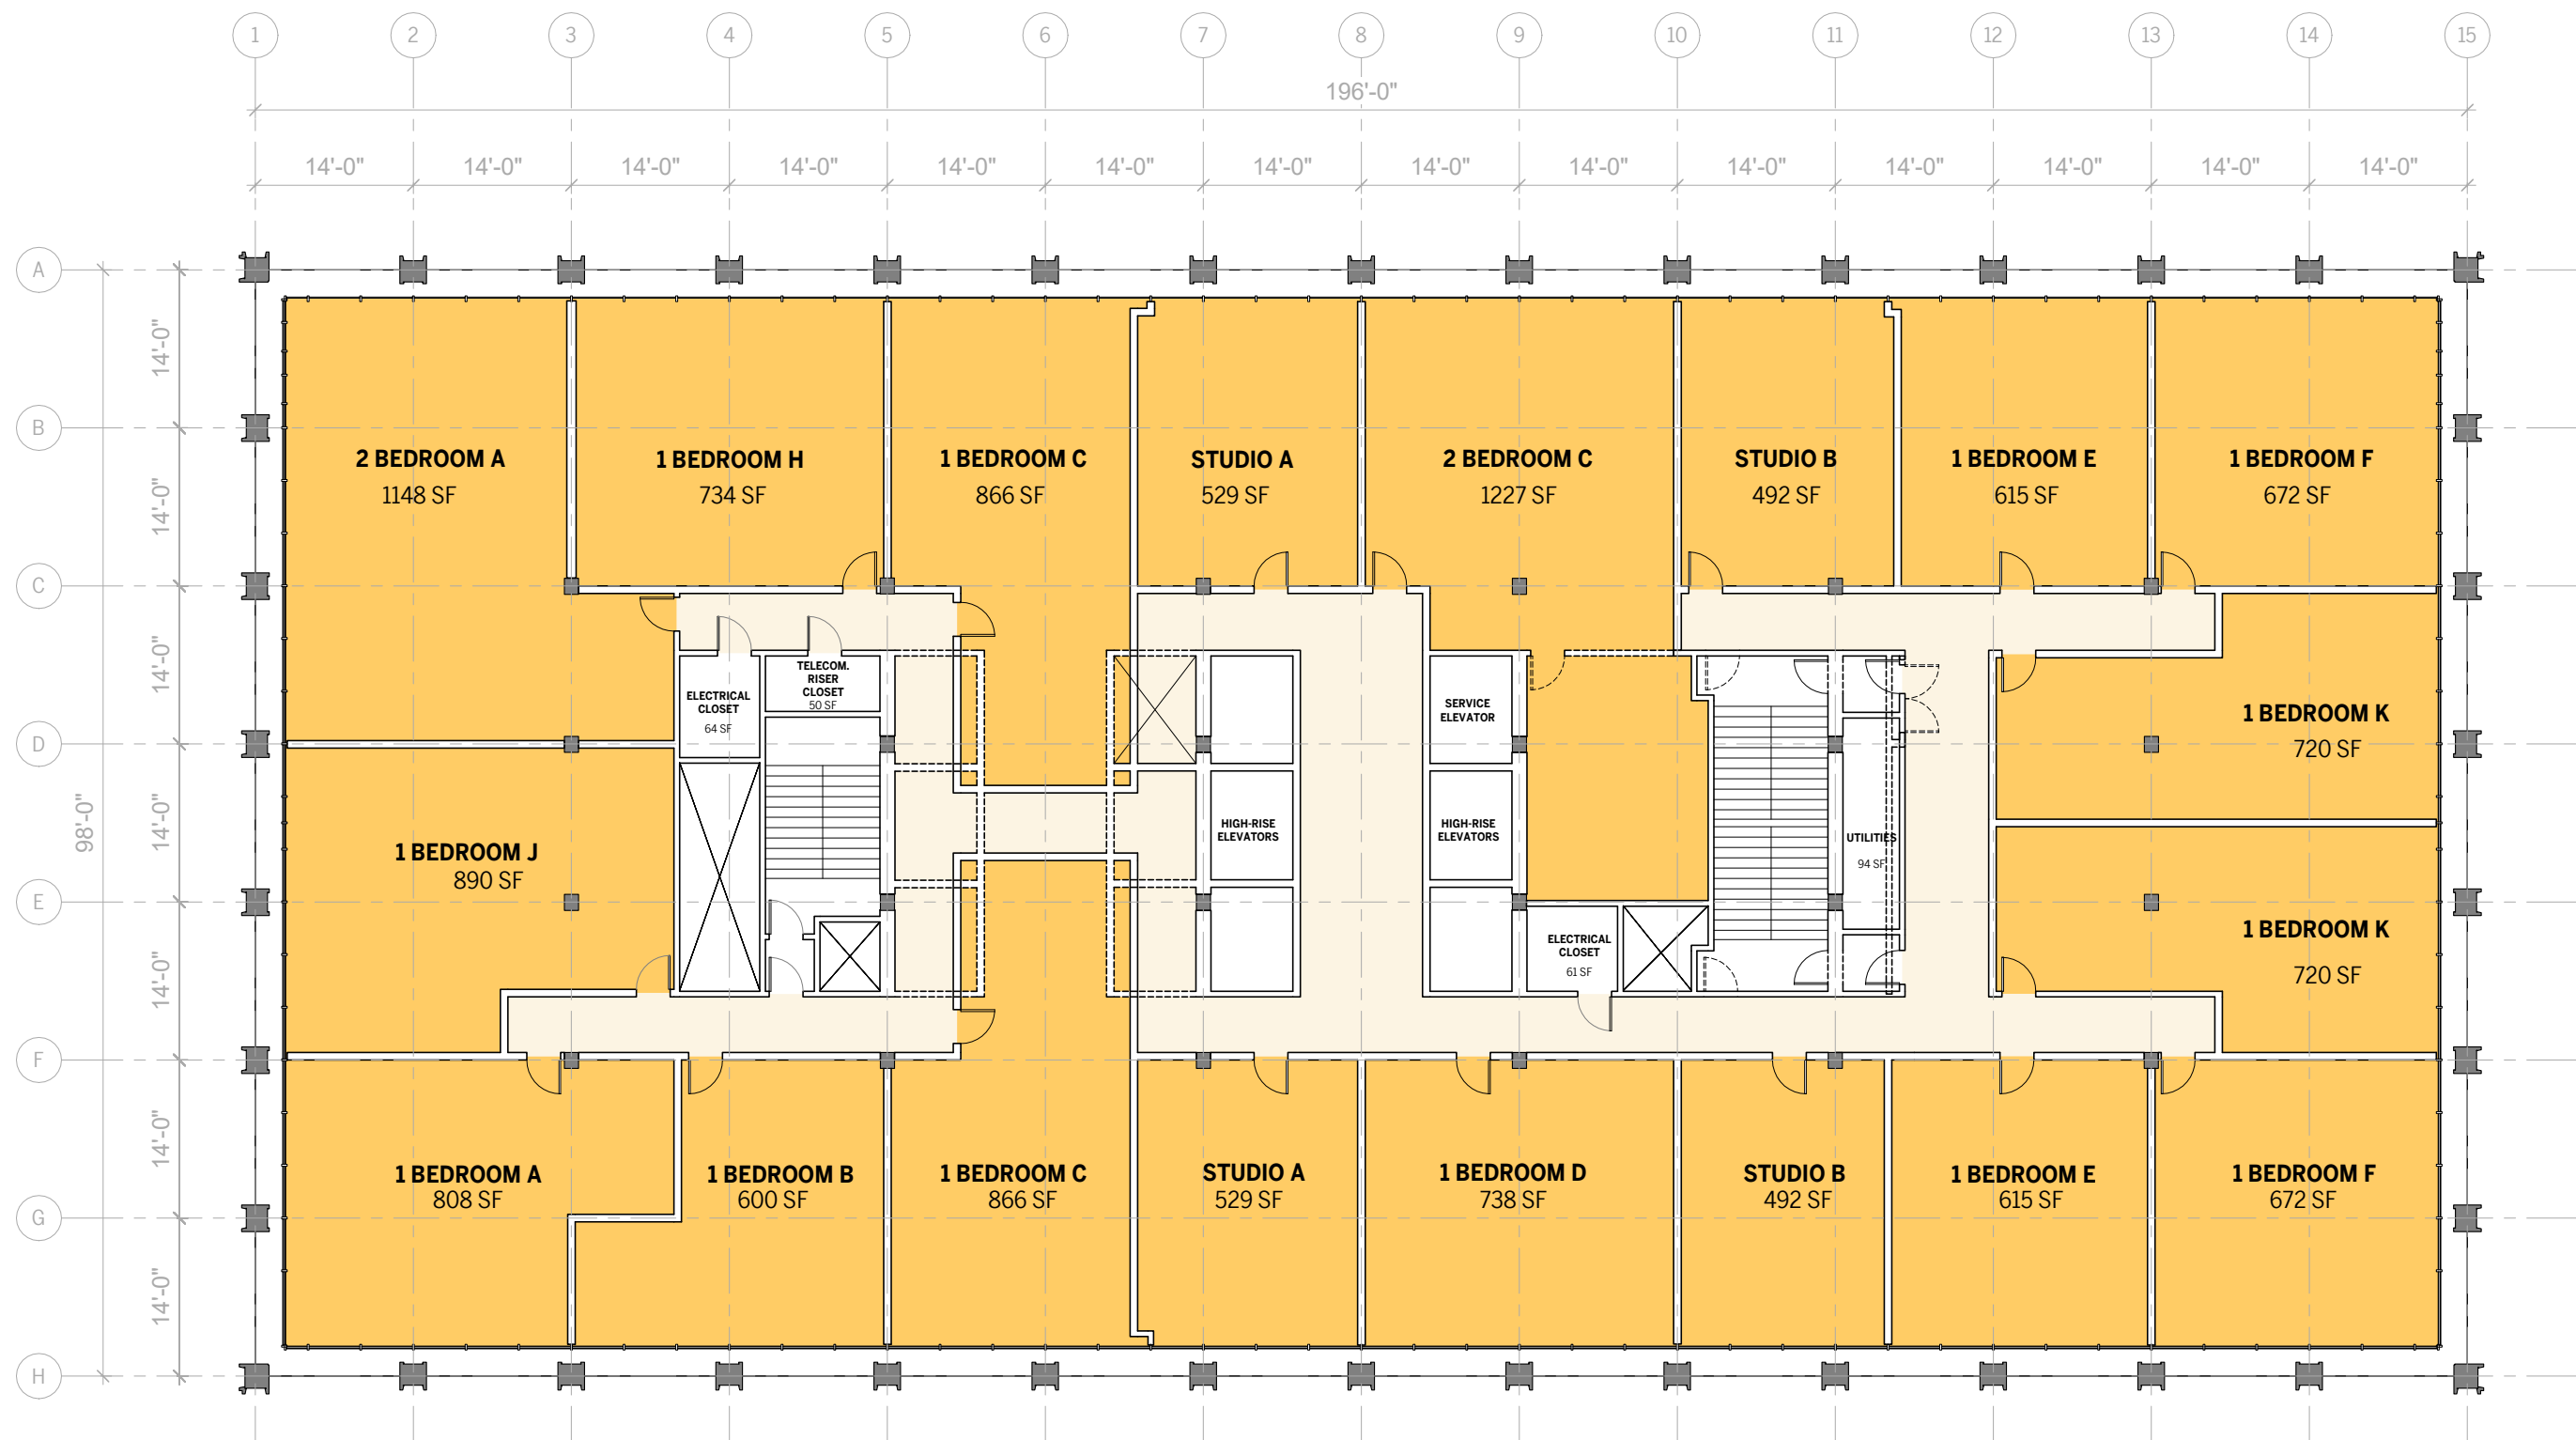 1 2 3 4 5 6 7 8 9 10 11 12 13 14 15
196'-0"
14'-0" 14'-0" 14'-0" 14'-0" 14'-0" 14'-0" 14'-0" 14'-0" 14'-0" 14'-0" 14'-0" 14'-0" 14'-0" 14'-0"
A
B
C
D
E
F
G
H
98'-0"
14'-0"
14'-0"
14'-0"
14'-0"
14'-0"
14'-0"
14'-0"
2 BEDROOM A
1148 SF
1 BEDROOM H
734 SF
1 BEDROOM C
866 SF
STUDIO A
529 SF
2 BEDROOM C
1227 SF
STUDIO B
492 SF
1 BEDROOM E
615 SF
1 BEDROOM F
672 SF
ELECTRICAL
CLOSET
64 SF
TELECOM.
RISER
CLOSET
50 SF
SERVICE
ELEVATOR
1 BEDROOM K
720 SF
1 BEDROOM J
890 SF
HIGH-RISE
ELEVATORS
HIGH-RISE
ELEVATORS
UTILITIES
94 SF
ELECTRICAL
CLOSET
61 SF
1 BEDROOM K
720 SF
1 BEDROOM A
808 SF
1 BEDROOM B
600 SF
1 BEDROOM C
866 SF
STUDIO A
529 SF
1 BEDROOM D
738 SF
STUDIO B
492 SF
1 BEDROOM E
615 SF
1 BEDROOM F
672 SF